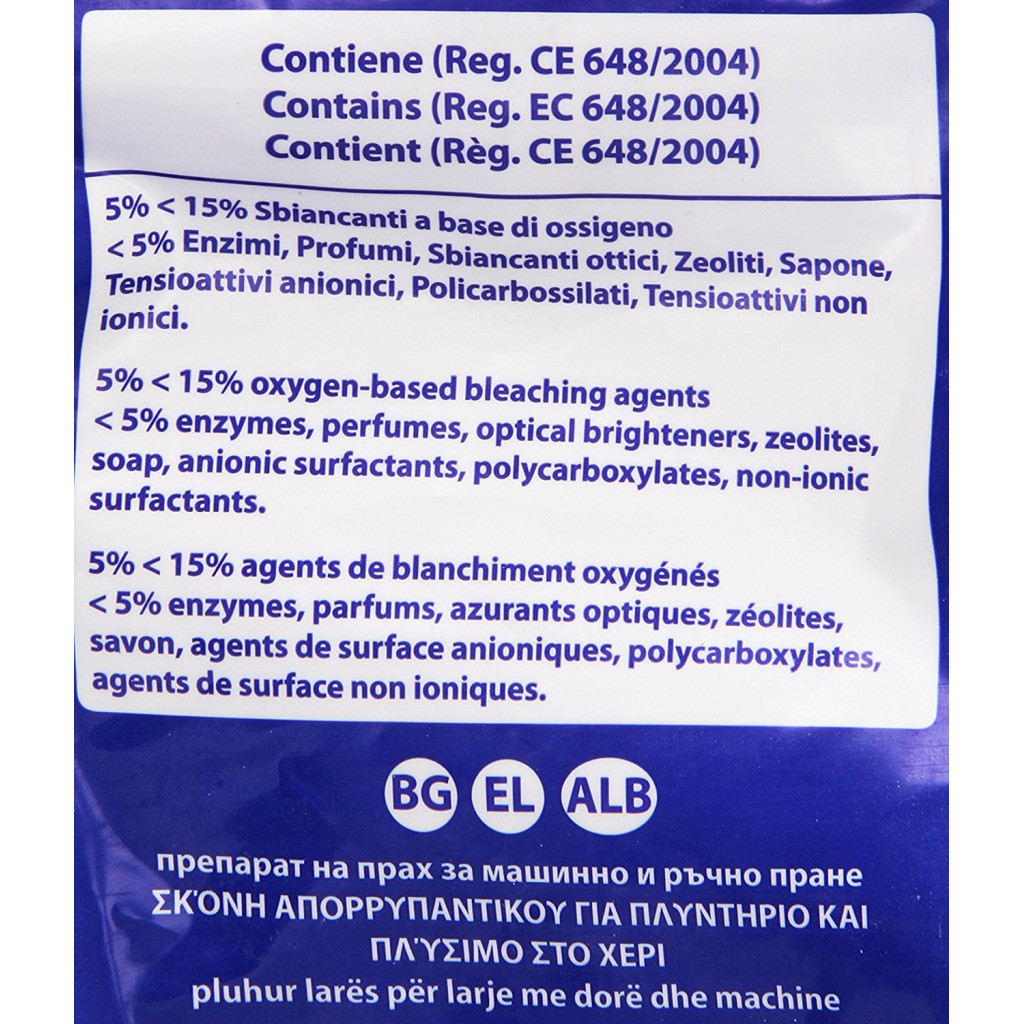 Contiene (Reg. CE 648/2004)
Contains (Reg. EC 648/2004)
Contient (Règ. CE 648/2004)
5% < 15% Sbiancanti a base di ossigeno
< 5% Enzimi, Profumi, Sbiancanti ottici, Zeoliti, Sapone,
Tensioattivi anionici, Policarbossilati, Tensioattivi non
ionici.
5% < 15% oxygen-based bleaching agents
< 5% enzymes, perfumes, optical brighteners, zeolites,
soap, anionic surfactants, polycarboxylates, non-ionic
surfactants.
5% < 15% agents de blanchiment oxygénés
< 5% enzymes, parfums, azurants optiques, zéolites,
savon, agents de surface anioniques, polycarboxylates,
agents de surface non ioniques.
BG EL ALB
препарат на прах за машинно и ръчно пране
ΣΚΌΝΗ ΑΠΟΡΡΥΠΑΝΤΙΚΟΥ ΓΙΑ ΠΛΥΝΤΗΡΙΟ ΚΑΙ
ΠΛΎΣΙΜΟ ΣΤΟ ΧΕΡΙ
pluhur larës për larje me dorë dhe machine